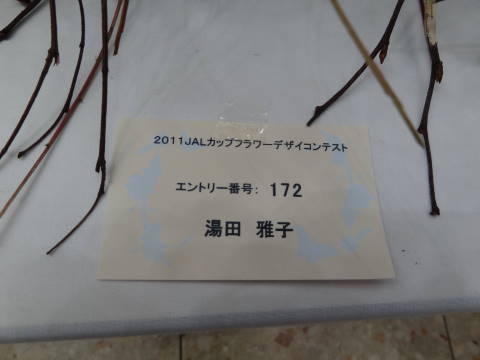 2011JALカップフラワーデザイコンテスト
エントリー番号： 172
湯田　雅子